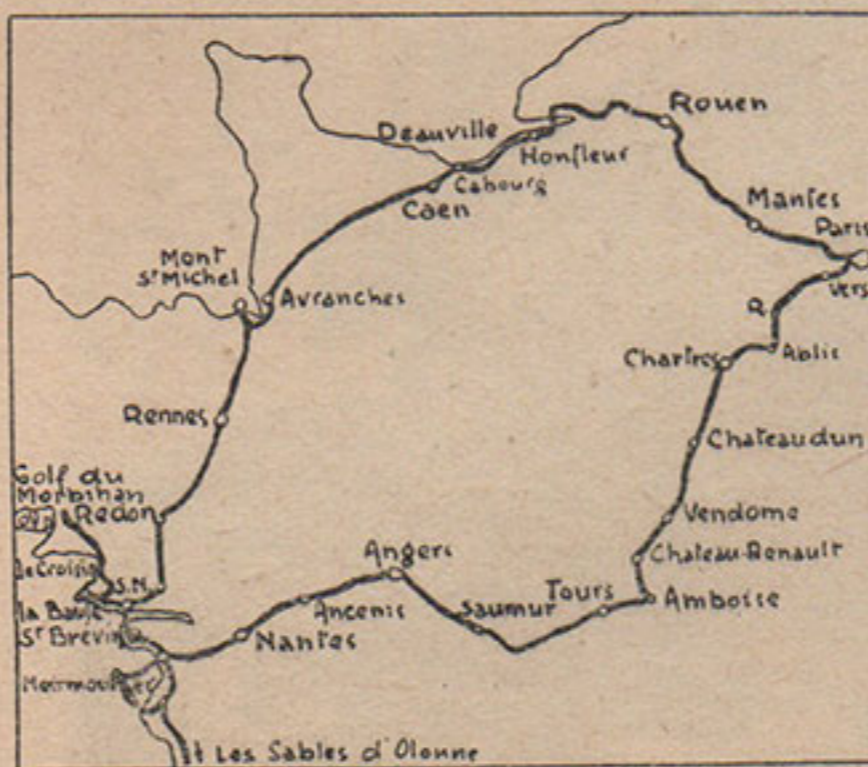 Rouen
Deauville
Honfleur
Cabourg
Caen
Mantes
Paris
Vers
Mont
St Michel
Avranches
R.
Ablis
Chartres
Rennes
Chateaudun
Golf du
Morbihan
Redon
Vendome
Chateau-Renault
Angers
le Croisic
S.N.
Tours
Amboise
Ancenis
Saumur
la Baule
St Brévin
Nantes
Les Sables d'Olonne